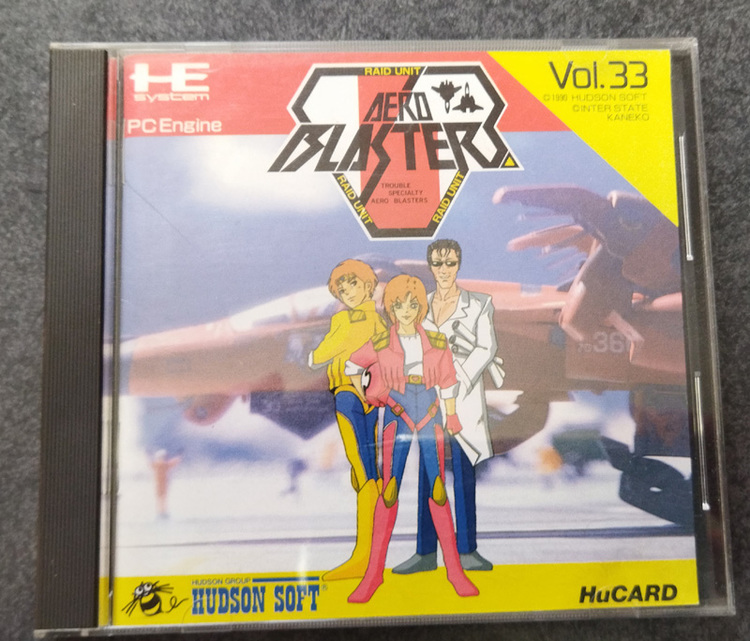 HE
system
PC Engine
RAID UNIT
AERO
BLASTERS
TROUBLE
SPECIALTY
AERO BLASTERS
RAID UNIT
RAID UNIT
Vol.33
©1990 HUDSON SOFT
©INTER STATE
KANEKO
36
HUDSON GROUP
HUDSON SOFT®
HuCARD